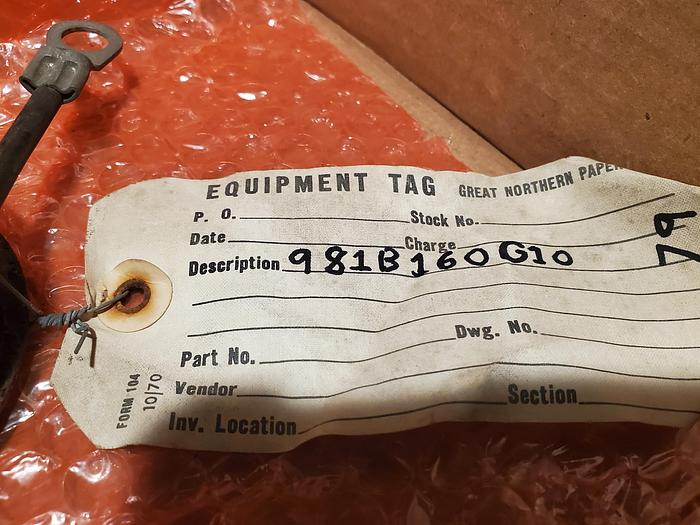 EQUIPMENT TAG GREAT NORTHERN PAPER
P. O. Stock No.
Date Charge
Description 981B160G10
79
Dwg. No.
Part No.
Vendor Section
Inv. Location
FORM 104
10/70